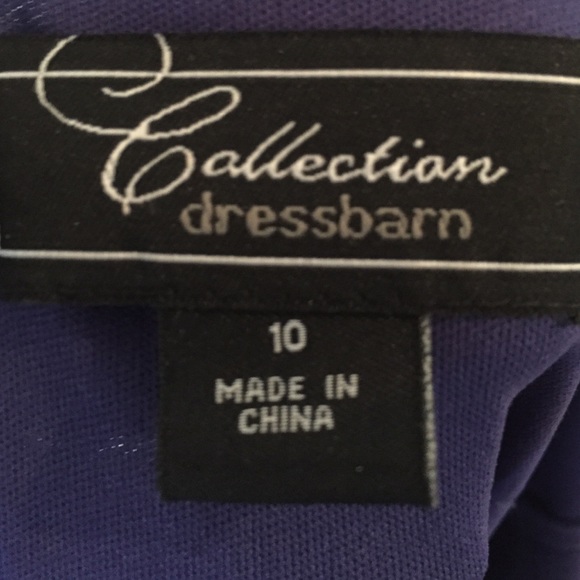 Collection
dressbarn
10
MADE IN
CHINA